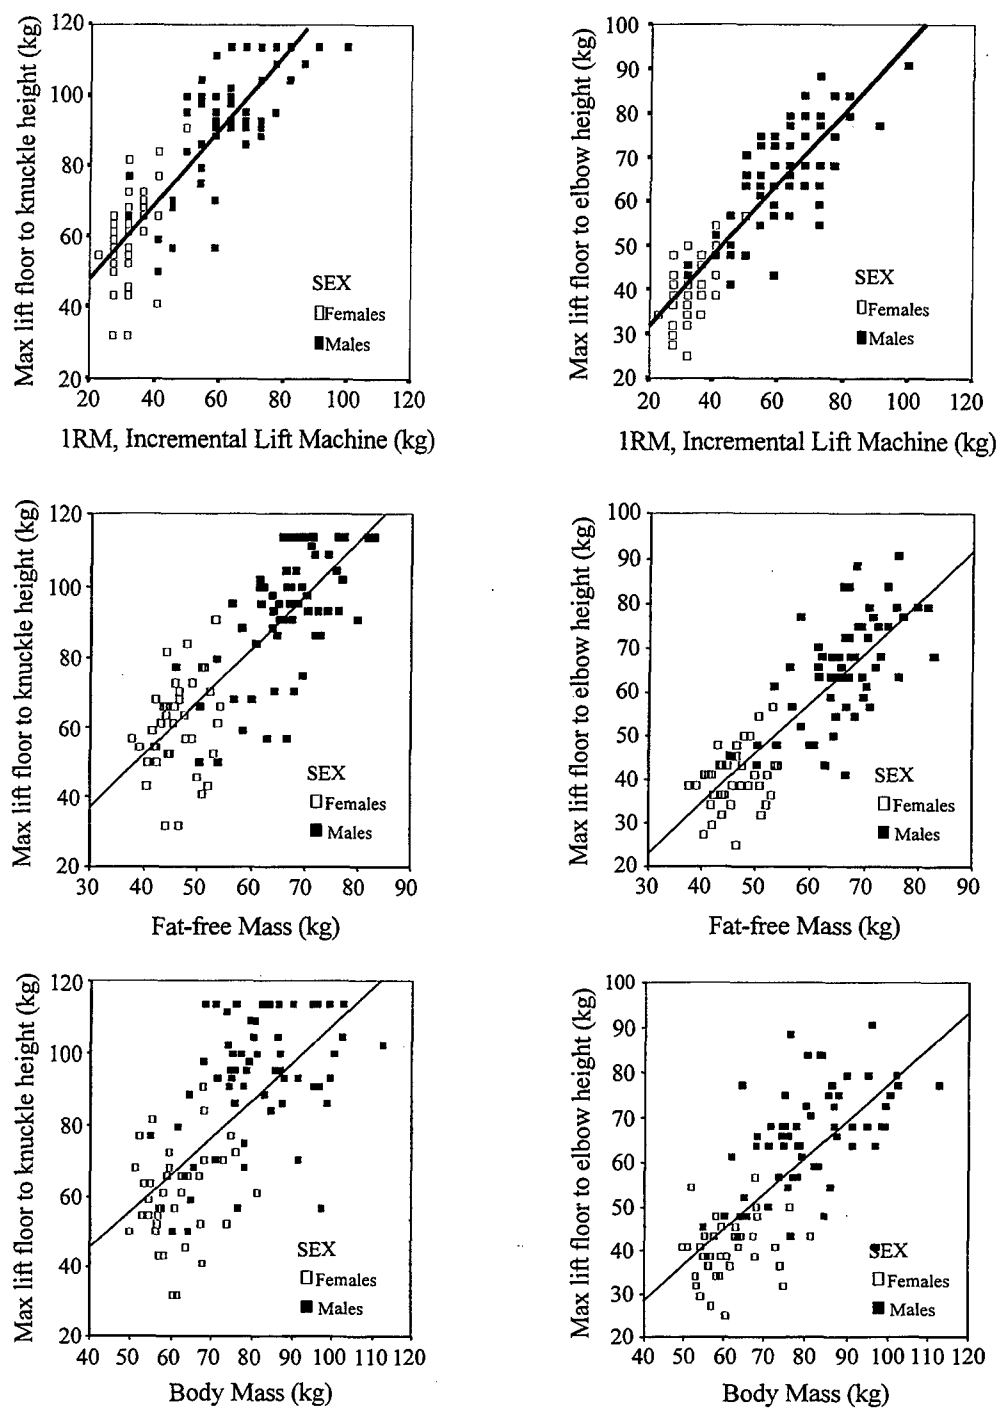 Max lift floor to knuckle height (kg)
120
100
80
60
40
20
SEX
Females
Males
20 40 60 80 100 120
1RM, Incremental Lift Machine (kg)
Max lift floor to elbow height (kg)
100
90
80
70
60
50
40
30
20
SEX
Females
Males
20 40 60 80 100 120
1RM, Incremental Lift Machine (kg)
Max lift floor to knuckle height (kg)
120
100
80
60
40
20
SEX
Females
Males
30 40 50 60 70 80 90
Fat-free Mass (kg)
Max lift floor to elbow height (kg)
100
90
80
70
60
50
40
30
20
SEX
Females
Males
30 40 50 60 70 80 90
Fat-free Mass (kg)
Max lift floor to knuckle height (kg)
120
100
80
60
40
20
SEX
Females
Males
40 50 60 70 80 90 100 110 120
Body Mass (kg)
Max lift floor to elbow height (kg)
100
90
80
70
60
50
40
30
20
SEX
Females
Males
40 50 60 70 80 90 100 110 120
Body Mass (kg)